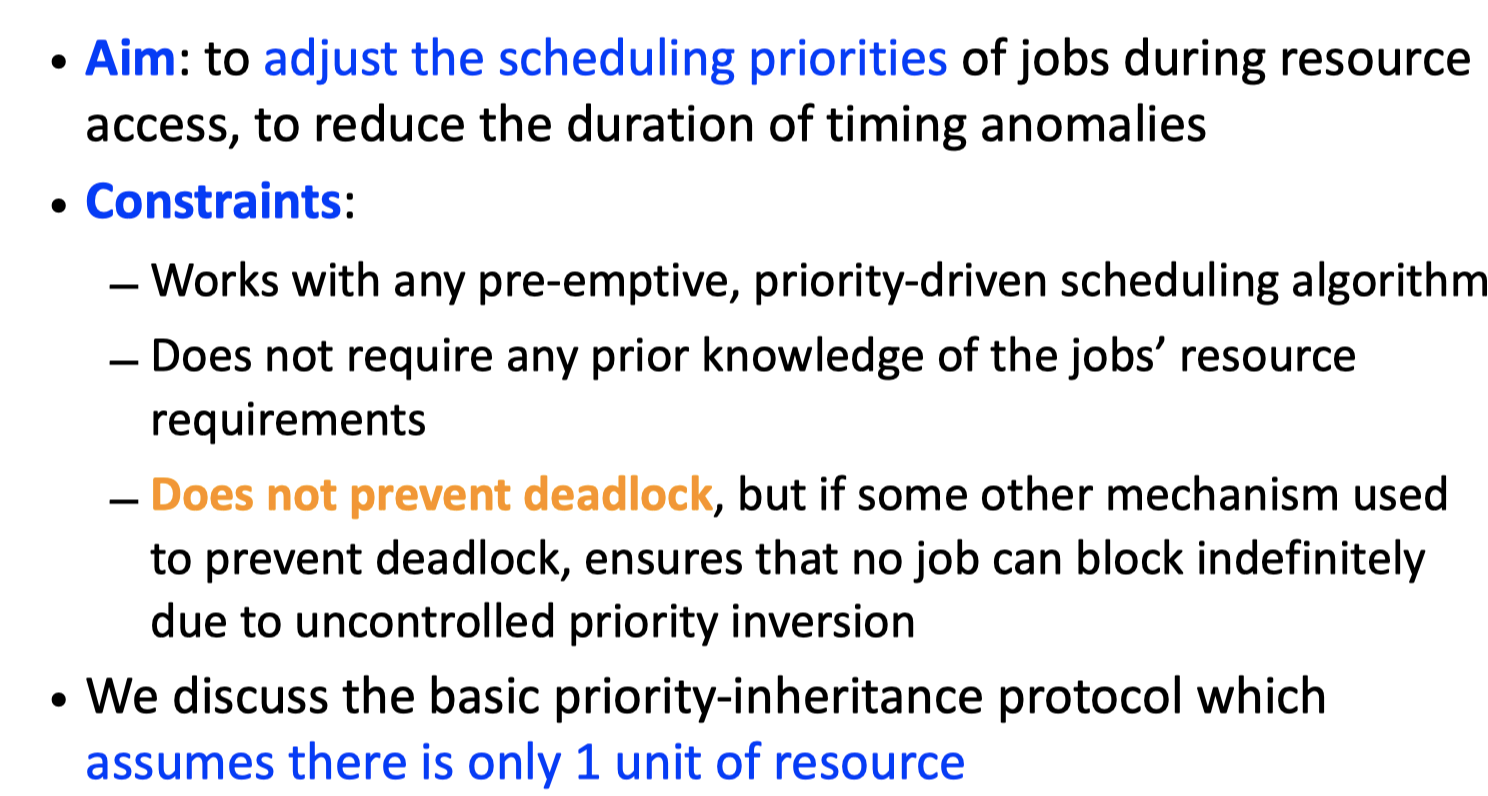 • Aim: to adjust the scheduling priorities of jobs during resource
access, to reduce the duration of timing anomalies
• Constraints:
– Works with any pre-emptive, priority-driven scheduling algorithm
– Does not require any prior knowledge of the jobs’ resource
requirements
– Does not prevent deadlock, but if some other mechanism used
to prevent deadlock, ensures that no job can block indefinitely
due to uncontrolled priority inversion
• We discuss the basic priority-inheritance protocol which
assumes there is only 1 unit of resource